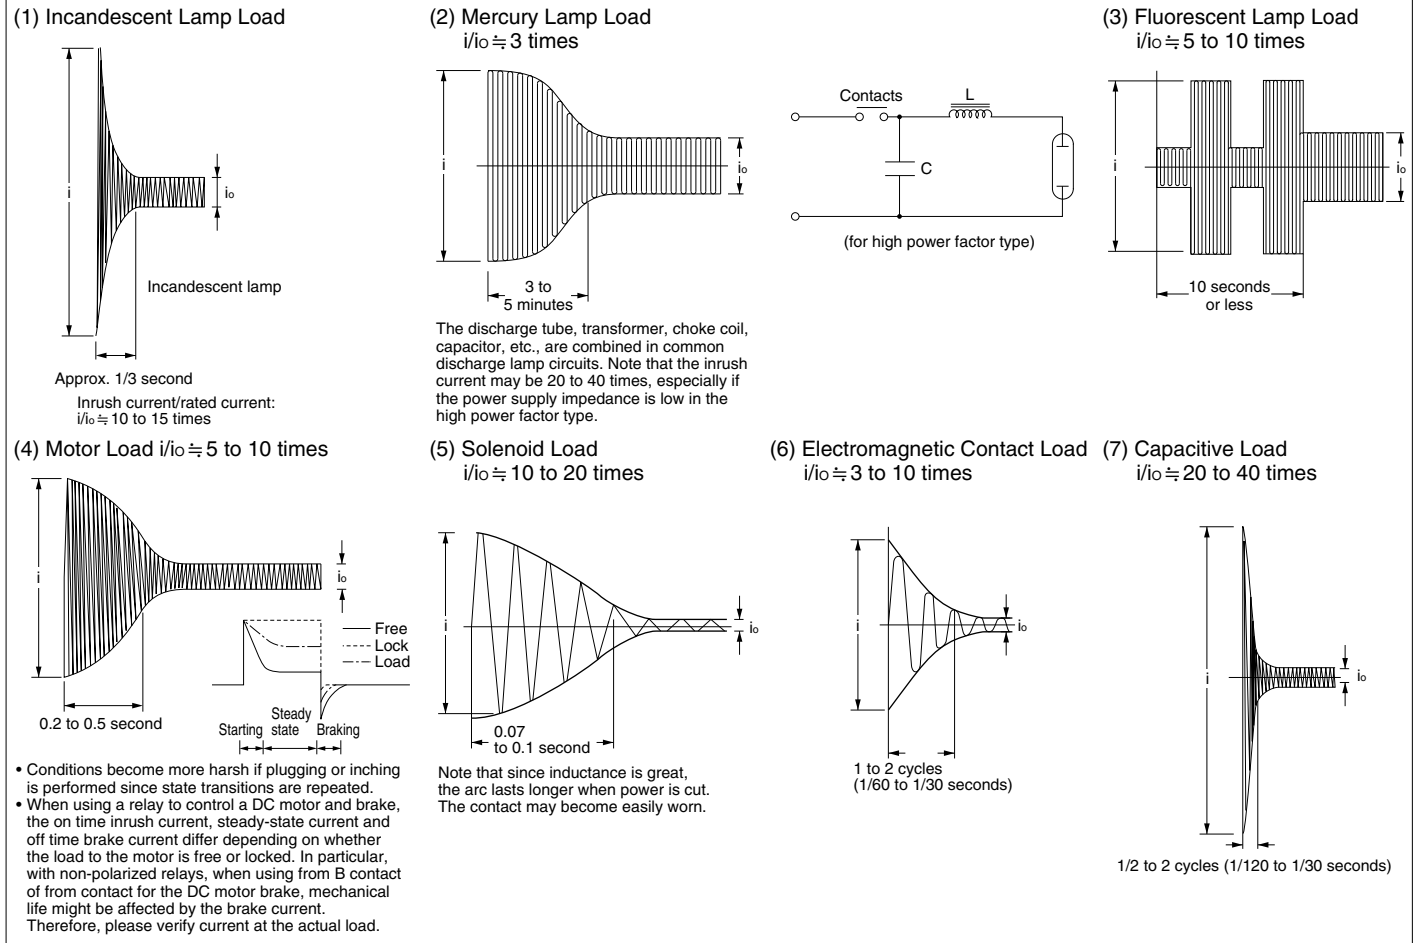 (1) Incandescent Lamp Load
i
io
Incandescent lamp
Approx. 1/3 second
Inrush current/rated current:
i/io≒10 to 15 times
(2) Mercury Lamp Load
i/io≒3 times
i
io
3 to
5 minutes
The discharge tube, transformer, choke coil,
capacitor, etc., are combined in common
discharge lamp circuits. Note that the inrush
current may be 20 to 40 times, especially if
the power supply impedance is low in the
high power factor type.
Contacts
L
C
(for high power factor type)
(3) Fluorescent Lamp Load
i/io≒5 to 10 times
i
io
10 seconds
or less
(4) Motor Load i/io≒5 to 10 times
i
io
0.2 to 0.5 second
Free
Lock
Load
Starting
Steady
state
Braking
• Conditions become more harsh if plugging or inching
is performed since state transitions are repeated.
• When using a relay to control a DC motor and brake,
the on time inrush current, steady-state current and
off time brake current differ depending on whether
the load to the motor is free or locked. In particular,
with non-polarized relays, when using from B contact
of from contact for the DC motor brake, mechanical
life might be affected by the brake current.
Therefore, please verify current at the actual load.
(5) Solenoid Load
i/io≒10 to 20 times
i
io
0.07
to 0.1 second
Note that since inductance is great,
the arc lasts longer when power is cut.
The contact may become easily worn.
(6) Electromagnetic Contact Load
i/io≒3 to 10 times
i
io
1 to 2 cycles
(1/60 to 1/30 seconds)
(7) Capacitive Load
i/io≒20 to 40 times
i
io
1/2 to 2 cycles (1/120 to 1/30 seconds)